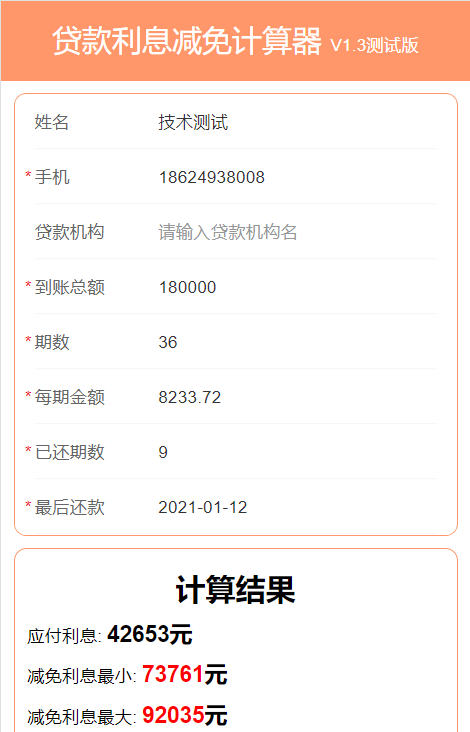 贷款利息减免计算器 V1.3测试版
姓名 技术测试
* 手机 18624938008
贷款机构 请输入贷款机构名
* 到账总额 180000
* 期数 36
* 每期金额 8233.72
* 已还期数 9
* 最后还款 2021-01-12
计算结果
应付利息: 42653元
减免利息最小: 73761元
减免利息最大: 92035元